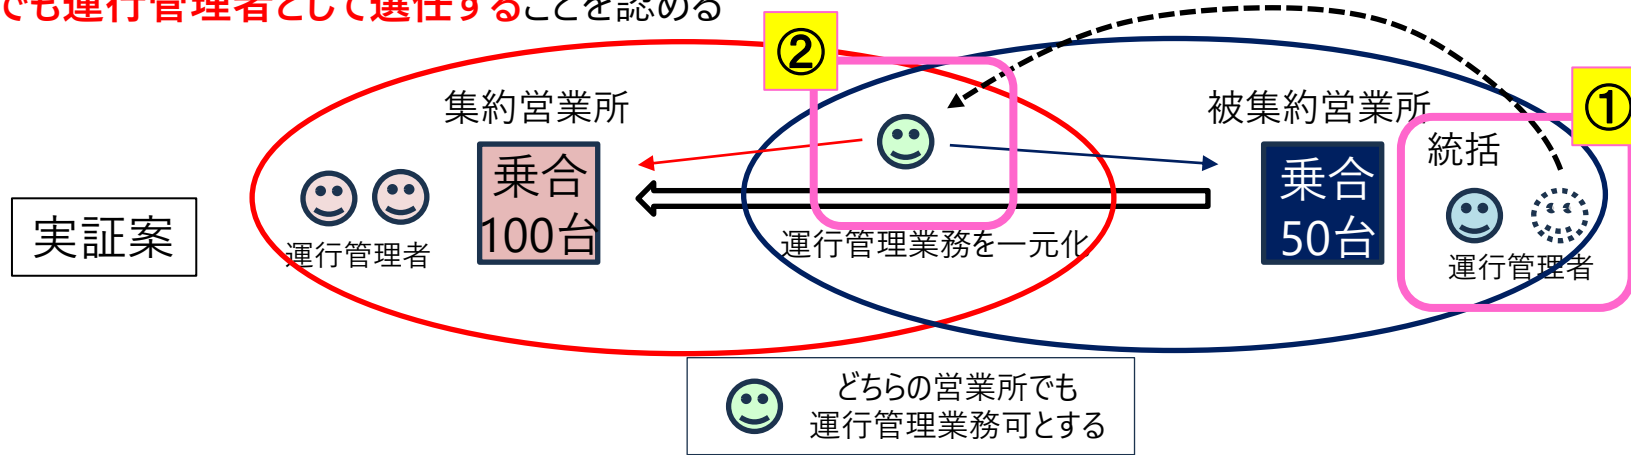 でも運行管理者として選任することを認める
②
①
集約営業所
被集約営業所
統括
乗合
100台
乗合
50台
実証案
運行管理者
運行管理業務を一元化
運行管理者
どちらの営業所でも
運行管理業務可とする